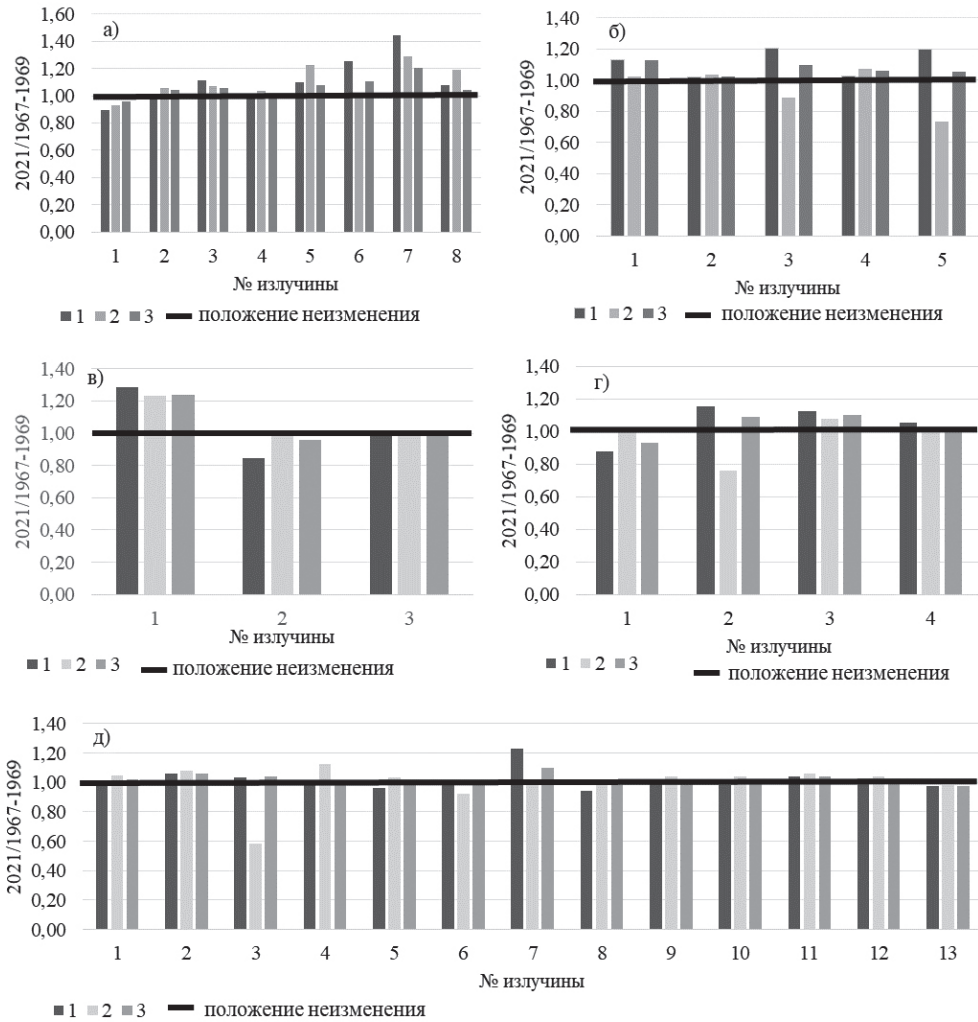 а)
2021/1967-1969
1,60
1,40
1,20
1,00
0,80
0,60
0,40
0,20
0,00
1 2 3 4 5 6 7 8
№ излучины
1 2 3 положение неизменения
б)
2021/1967-1969
1,40
1,20
1,00
0,80
0,60
0,40
0,20
0,00
1 2 3 4 5
№ излучины
1 2 3 положение неизменения
в)
2021/1967-1969
1,40
1,20
1,00
0,80
0,60
0,40
0,20
0,00
1 2 3
№ излучины
1 2 3 положение неизменения
г)
2021/1967-1969
1,40
1,20
1,00
0,80
0,60
0,40
0,20
0,00
1 2 3 4
№ излучины
1 2 3 положение неизменения
д)
2021/1967-1969
1,40
1,20
1,00
0,80
0,60
0,40
0,20
0,00
1 2 3 4 5 6 7 8 9 10 11 12 13
№ излучины
1 2 3 положение неизменения